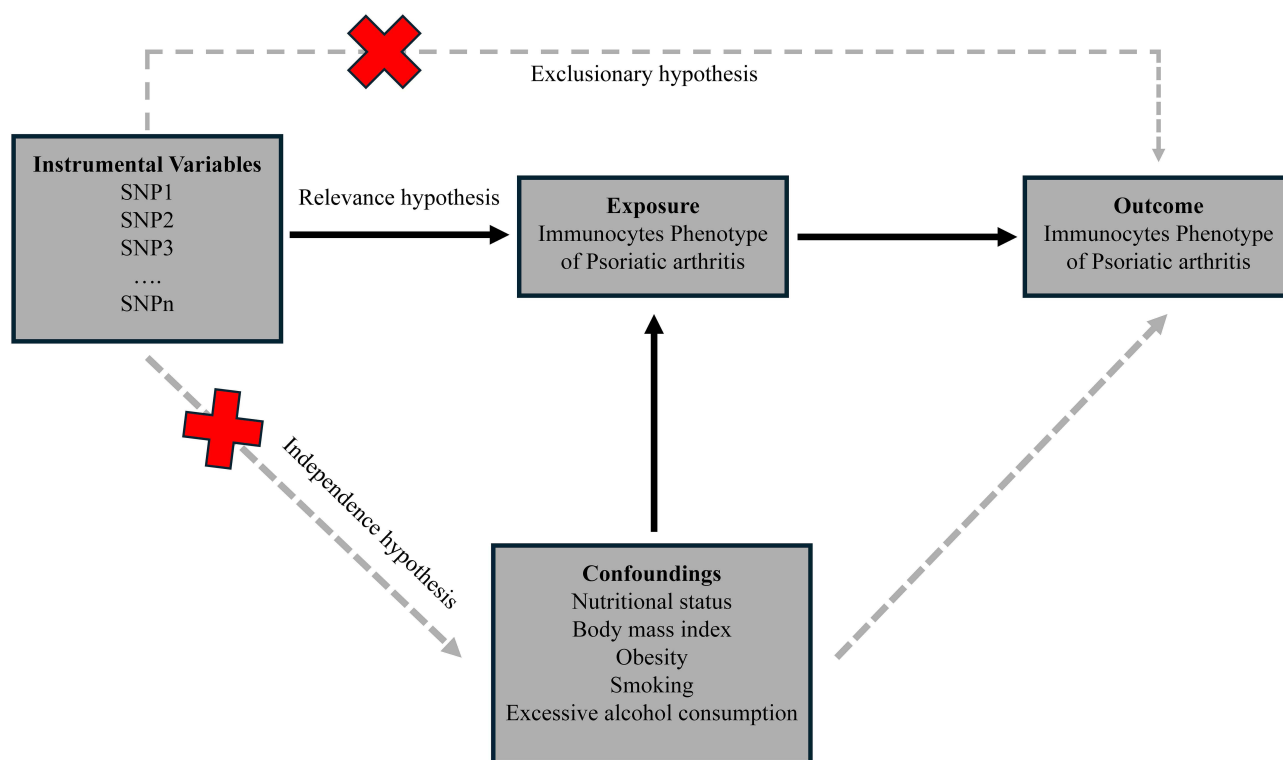 Exclusionary hypothesis
Instrumental Variables
SNP1
SNP2
SNP3
….
SNPn
Relevance hypothesis
Exposure
Immunocytes Phenotype
of Psoriatic arthritis
Outcome
Immunocytes Phenotype
of Psoriatic arthritis
Independence hypothesis
Confoundings
Nutritional status
Body mass index
Obesity
Smoking
Excessive alcohol consumption